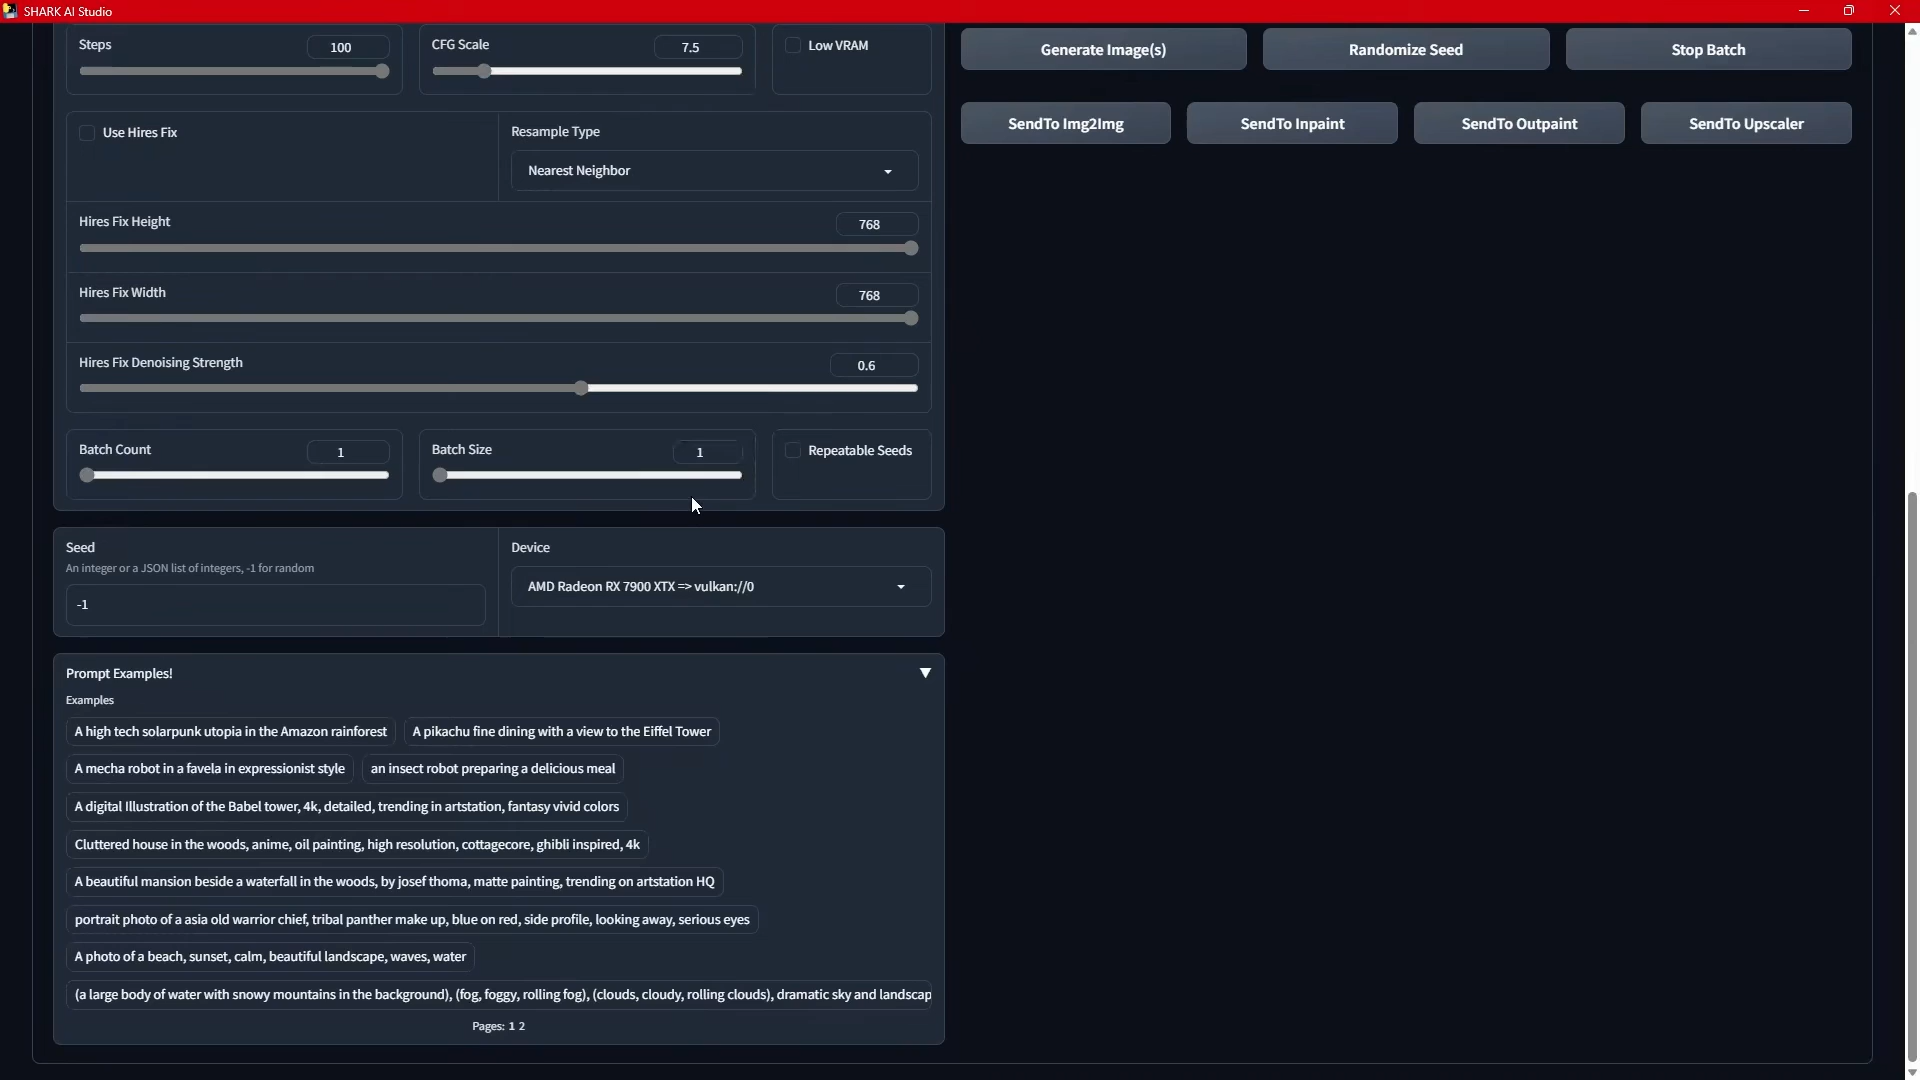 SHARK AI Studio
Steps
100
CFG Scale
7.5
Low VRAM
Generate Image(s)
Randomize Seed
Stop Batch
SendTo Img2Img
SendTo Inpaint
SendTo Outpaint
SendTo Upscaler
Use Hires Fix
Resample Type
Nearest Neighbor
Hires Fix Height
768
Hires Fix Width
768
Hires Fix Denoising Strength
0.6
Batch Count
1
Batch Size
1
Repeatable Seeds
Seed
An integer or a JSON list of integers, -1 for random
-1
Device
AMD Radeon RX 7900 XTX => vulkan://0
Prompt Examples!
Examples
A high tech solarpunk utopia in the Amazon rainforest
A pikachu fine dining with a view to the Eiffel Tower
A mecha robot in a favela in expressionist style
an insect robot preparing a delicious meal
A digital Illustration of the Babel tower, 4k, detailed, trending in artstation, fantasy vivid colors
Cluttered house in the woods, anime, oil painting, high resolution, cottagecore, ghibli inspired, 4k
A beautiful mansion beside a waterfall in the woods, by josef thoma, matte painting, trending on artstation HQ
portrait photo of a asia old warrior chief, tribal panther make up, blue on red, side profile, looking away, serious eyes
A photo of a beach, sunset, calm, beautiful landscape, waves, water
(a large body of water with snowy mountains in the background), (fog, foggy, rolling fog), (clouds, cloudy, rolling clouds), dramatic sky and landscap
Pages: 1 2